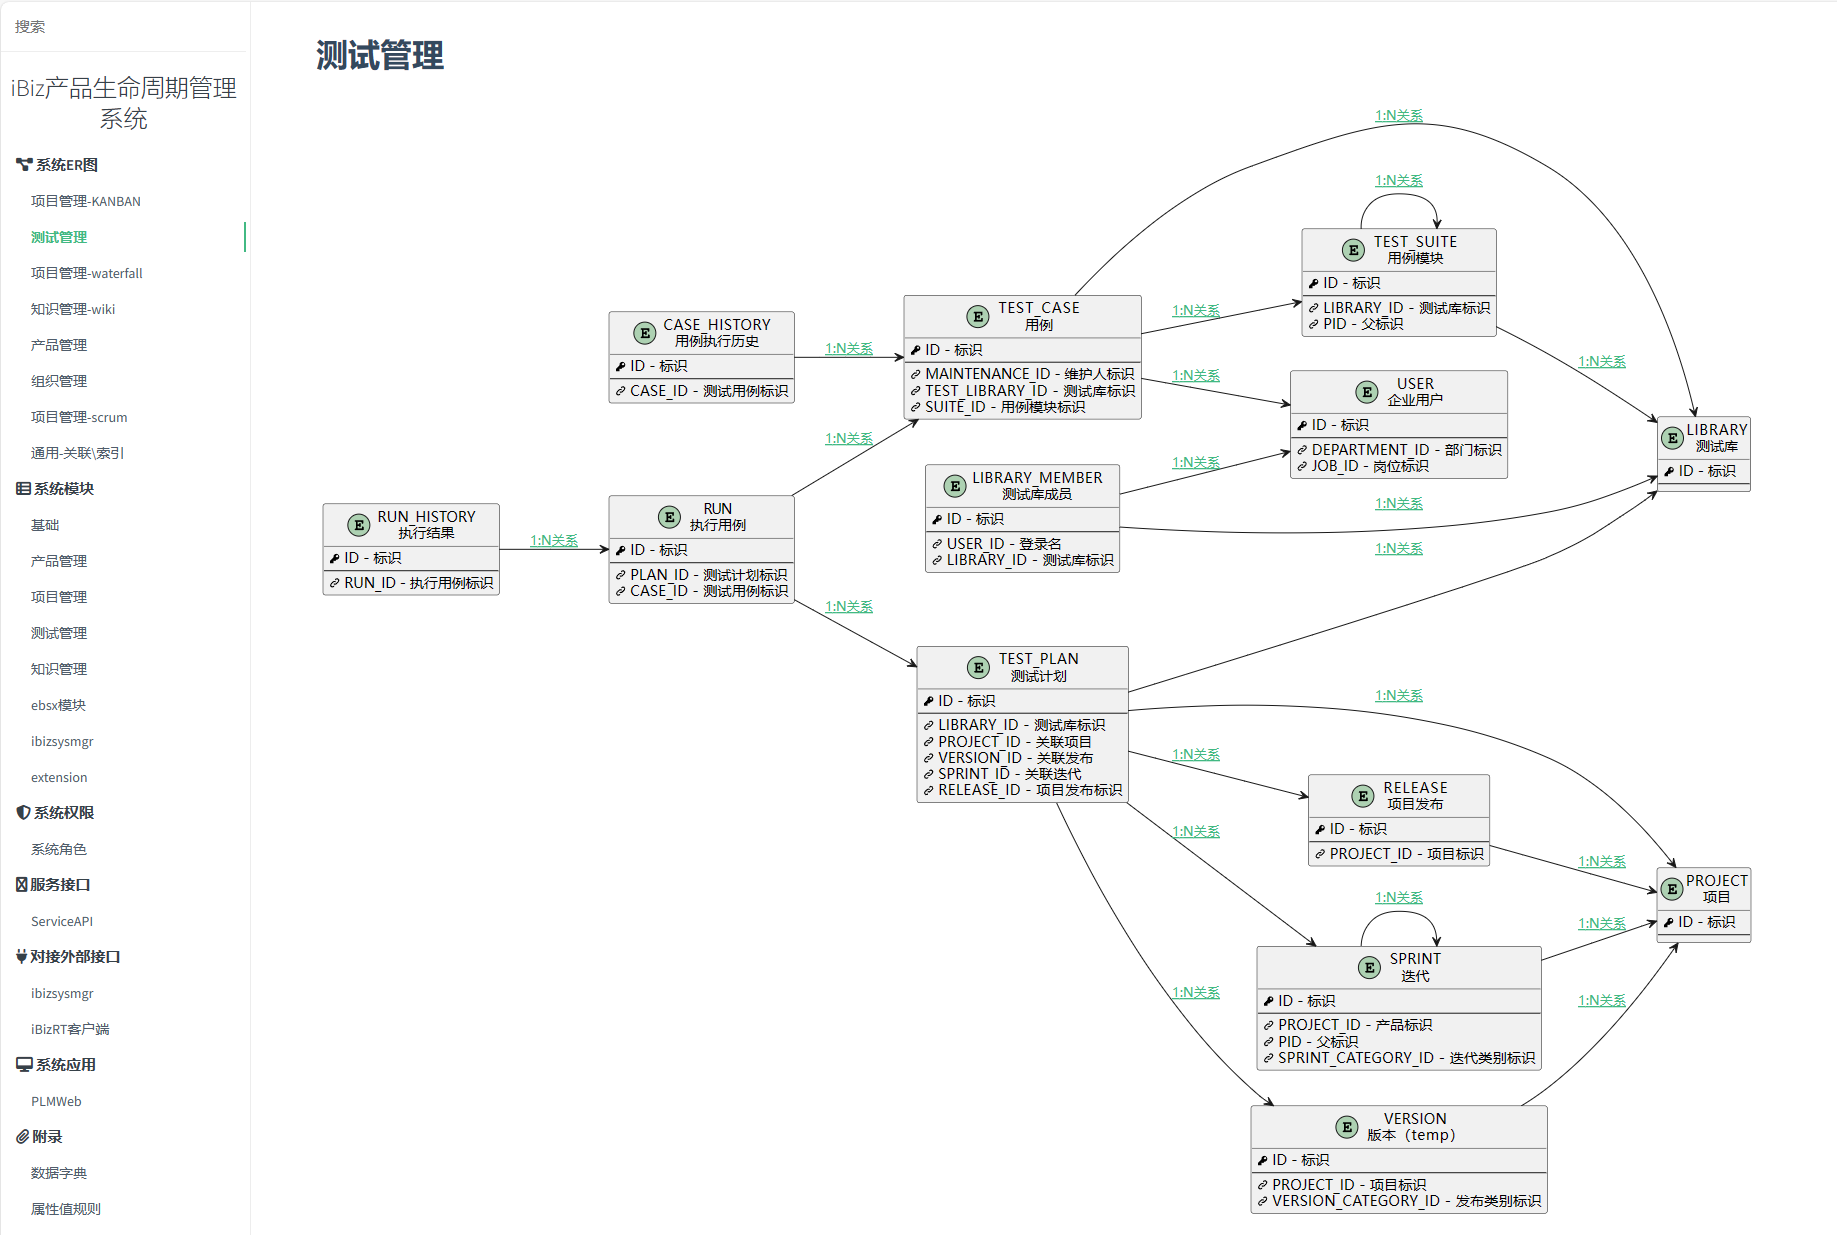 搜索
iBiz产品生命周期管理
系统
系统ER图
项目管理-KANBAN
测试管理
项目管理-waterfall
知识管理-wiki
产品管理
组织管理
项目管理-scrum
通用-关联\索引
系统模块
基础
产品管理
项目管理
测试管理
知识管理
ebsx模块
ibizsysmgr
extension
系统权限
系统角色
服务接口
ServiceAPI
对接外部接口
ibizsysmgr
iBizRT客户端
系统应用
PLMWeb
附录
数据字典
属性值规则
测试管理
E
RUN_HISTORY
执行结果
ID - 标识
RUN_ID - 执行用例标识
1:N关系
E
CASE_HISTORY
用例执行历史
ID - 标识
CASE_ID - 测试用例标识
1:N关系
E
RUN
执行用例
ID - 标识
PLAN_ID - 测试计划标识
CASE_ID - 测试用例标识
1:N关系
1:N关系
E
TEST_CASE
用例
ID - 标识
MAINTENANCE_ID - 维护人标识
TEST_LIBRARY_ID - 测试库标识
SUITE_ID - 用例模块标识
1:N关系
1:N关系
1:N关系
E
LIBRARY_MEMBER
测试库成员
ID - 标识
USER_ID - 登录名
LIBRARY_ID - 测试库标识
1:N关系
1:N关系
E
TEST_PLAN
测试计划
ID - 标识
LIBRARY_ID - 测试库标识
PROJECT_ID - 关联项目
VERSION_ID - 关联发布
SPRINT_ID - 关联迭代
RELEASE_ID - 项目发布标识
1:N关系
1:N关系
1:N关系
1:N关系
1:N关系
1:N关系
E
TEST_SUITE
用例模块
ID - 标识
LIBRARY_ID - 测试库标识
PID - 父标识
1:N关系
E
USER
企业用户
ID - 标识
DEPARTMENT_ID - 部门标识
JOB_ID - 岗位标识
E
LIBRARY
测试库
ID - 标识
E
RELEASE
项目发布
ID - 标识
PROJECT_ID - 项目标识
1:N关系
1:N关系
E
SPRINT
迭代
ID - 标识
PROJECT_ID - 产品标识
PID - 父标识
SPRINT_CATEGORY_ID - 迭代类别标识
1:N关系
E
VERSION
版本（temp）
ID - 标识
PROJECT_ID - 项目标识
VERSION_CATEGORY_ID - 发布类别标识
1:N关系
E
PROJECT
项目
ID - 标识